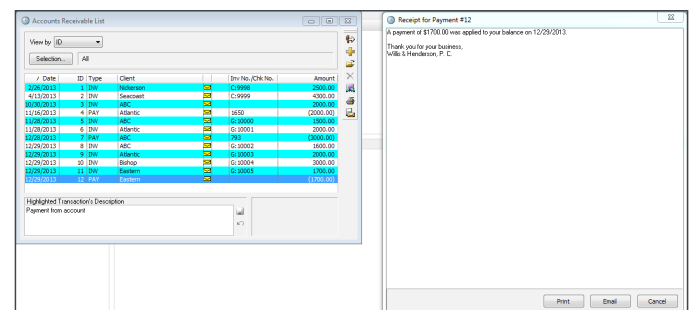 Accounts Receivable List
View by ID
Selection... All
/ Date ID Type Client Inv No./Chk No. Amount
2/26/2013 1 INV Nickerson C:9998 2500.00
4/13/2013 2 INV Seacoast C:9999 4300.00
10/30/2013 3 INV ABC 2000.00
11/16/2013 4 PAY Atlantic 1650 (2000.00)
11/28/2013 5 INV ABC G:10000 1500.00
11/28/2013 6 INV Atlantic G:10001 2000.00
12/28/2013 7 PAY ABC 793 (3000.00)
12/29/2013 8 INV ABC G:10002 1600.00
12/29/2013 9 INV Atlantic G:10003 2000.00
12/29/2013 10 INV Bishop G:10004 3000.00
12/29/2013 11 INV Eastern G:10005 1700.00
12/29/2013 12 PAY Eastern (1700.00)
Highlighted Transaction's Description
Payment from account
Receipt for Payment #12
A payment of $1700.00 was applied to your balance on 12/29/2013.
Thank you for your business,
Willis & Henderson, P. C.
Print Email Cancel